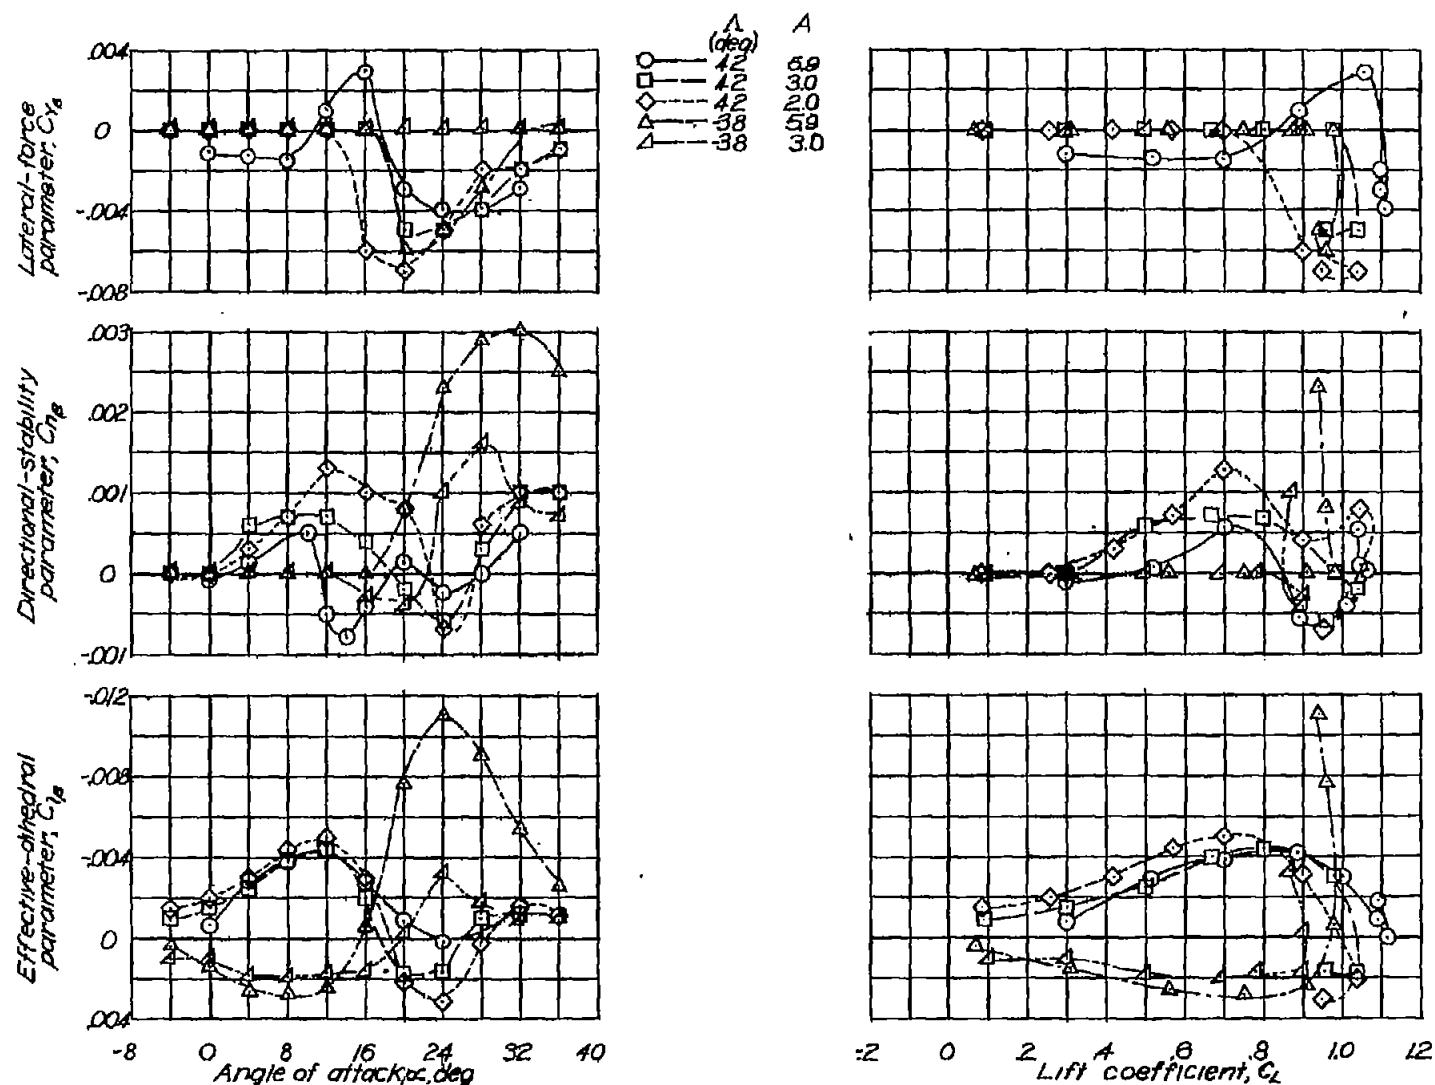 Λ A
(deg)
42 5.9
42 3.0
42 2.0
-38 5.9
-38 3.0
Lateral-force
parameter, CYβ
.004
0
-.004
-.008
Directional-stability
parameter, Cnβ
.003
.002
.001
0
-.001
Effective-dihedral
parameter, Clβ
-.012
-.008
-.004
0
.004
-8 0 8 16 24 32 40
Angle of attack, α, deg
-.2 0 .2 .4 .6 .8 1.0 1.2
Lift coefficient, CL